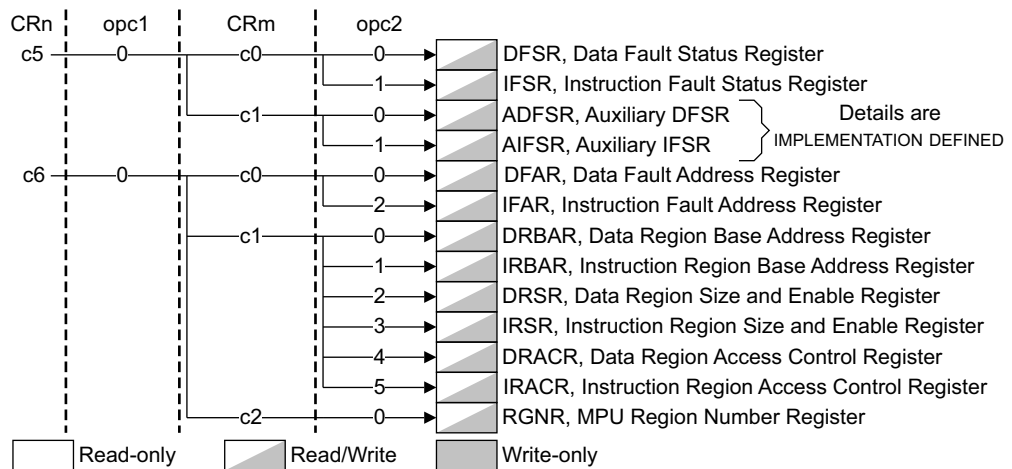 CRn opc1 CRm opc2
c5 0 c0 0 DFSR, Data Fault Status Register
1 IFSR, Instruction Fault Status Register
c1 0 ADFSR, Auxiliary DFSR Details are
1 AIFSR, Auxiliary IFSR IMPLEMENTATION DEFINED
c6 0 c0 0 DFAR, Data Fault Address Register
2 IFAR, Instruction Fault Address Register
c1 0 DRBAR, Data Region Base Address Register
1 IRBAR, Instruction Region Base Address Register
2 DRSR, Data Region Size and Enable Register
3 IRSR, Instruction Region Size and Enable Register
4 DRACR, Data Region Access Control Register
5 IRACR, Instruction Region Access Control Register
c2 0 RGNR, MPU Region Number Register
Read-only Read/Write Write-only